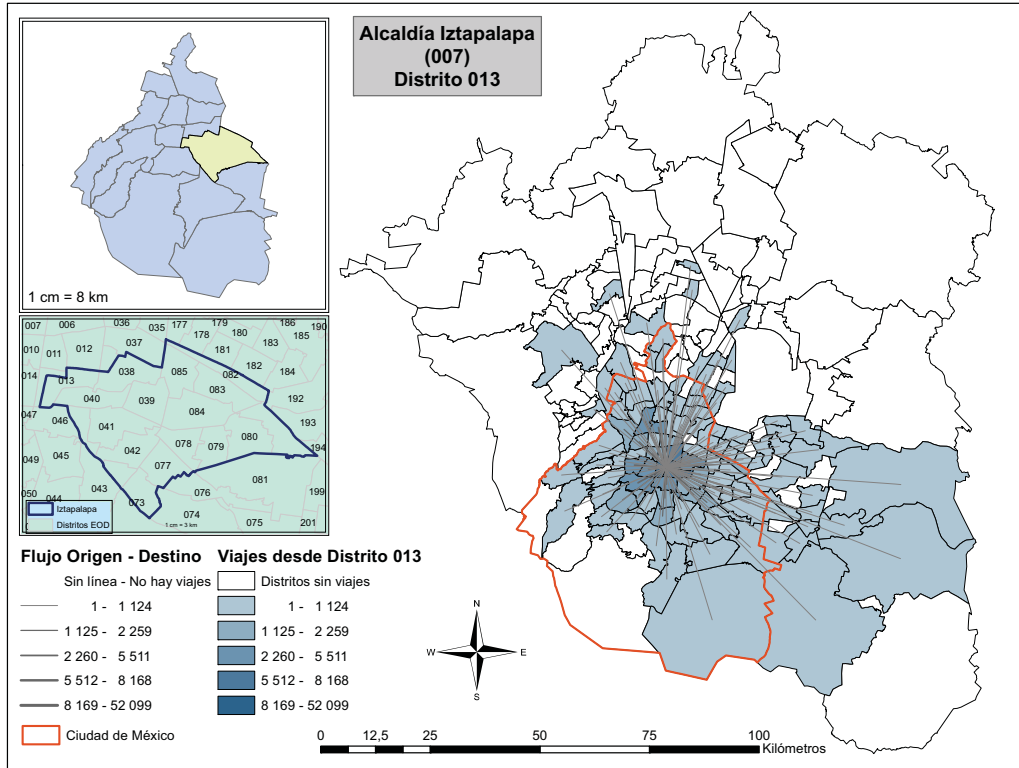 Alcaldía Iztapalapa
(007)
Distrito 013
1 cm = 8 km
007 006 036 035 177 179 180 186 190
010 011 012 037 178 181 183 185
014 013 038 085 082 182 184
040 039 083 192
047 046 041 084 193
049 045 042 078 079 080 194
077 081
050 044 043 073 076 199
074 075 201
Iztapalapa
Distritos EOD
1 cm = 3 km
Flujo Origen - Destino
Sin línea - No hay viajes
1 - 1 124
1 125 - 2 259
2 260 - 5 511
5 512 - 8 168
8 169 - 52 099
Ciudad de México
Viajes desde Distrito 013
Distritos sin viajes
1 - 1 124
1 125 - 2 259
2 260 - 5 511
5 512 - 8 168
8 169 - 52 099
N
W E
S
0 12,5 25 50 75 100
Kilómetros